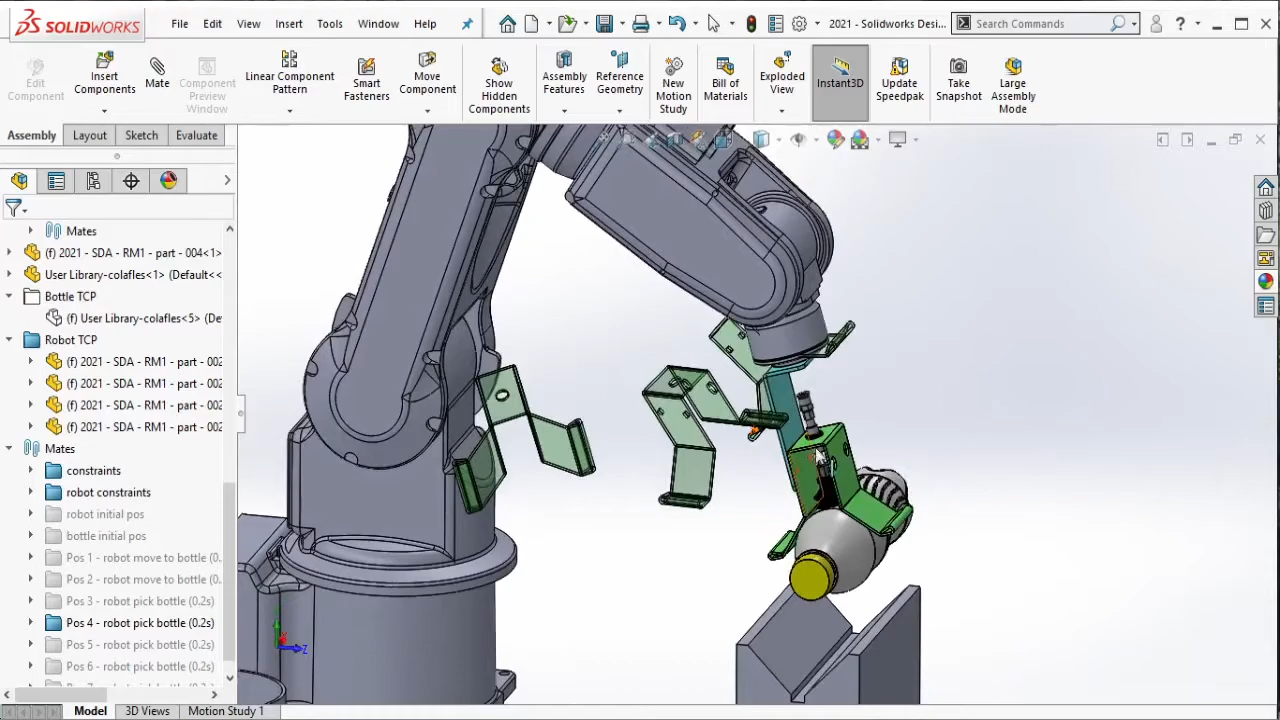 SOLIDWORKS
File Edit View Insert Tools Window Help
2021 - Solidworks Desi...
Search Commands
?
Edit
Component
Insert
Components
Mate
Component
Preview
Window
Linear Component
Pattern
Smart
Fasteners
Move
Component
Show
Hidden
Components
Assembly
Features
Reference
Geometry
New
Motion
Study
Bill of
Materials
Exploded
View
Instant3D
Update
Speedpak
Take
Snapshot
Large
Assembly
Mode
Assembly Layout Sketch Evaluate
Mates
(f) 2021 - SDA - RM1 - part - 004<1>
User Library-colafles<1> (Default<<
Bottle TCP
(f) User Library-colafles<5> (De
Robot TCP
(f) 2021 - SDA - RM1 - part - 002
(f) 2021 - SDA - RM1 - part - 002
(f) 2021 - SDA - RM1 - part - 002
(f) 2021 - SDA - RM1 - part - 002
Mates
constraints
robot constraints
robot initial pos
bottle initial pos
Pos 1 - robot move to bottle (0.
Pos 2 - robot move to bottle (0.
Pos 3 - robot pick bottle (0.2s)
Pos 4 - robot pick bottle (0.2s)
Pos 5 - robot pick bottle (0.2s)
Pos 6 - robot pick bottle (0.2s)
Z
Model 3D Views Motion Study 1